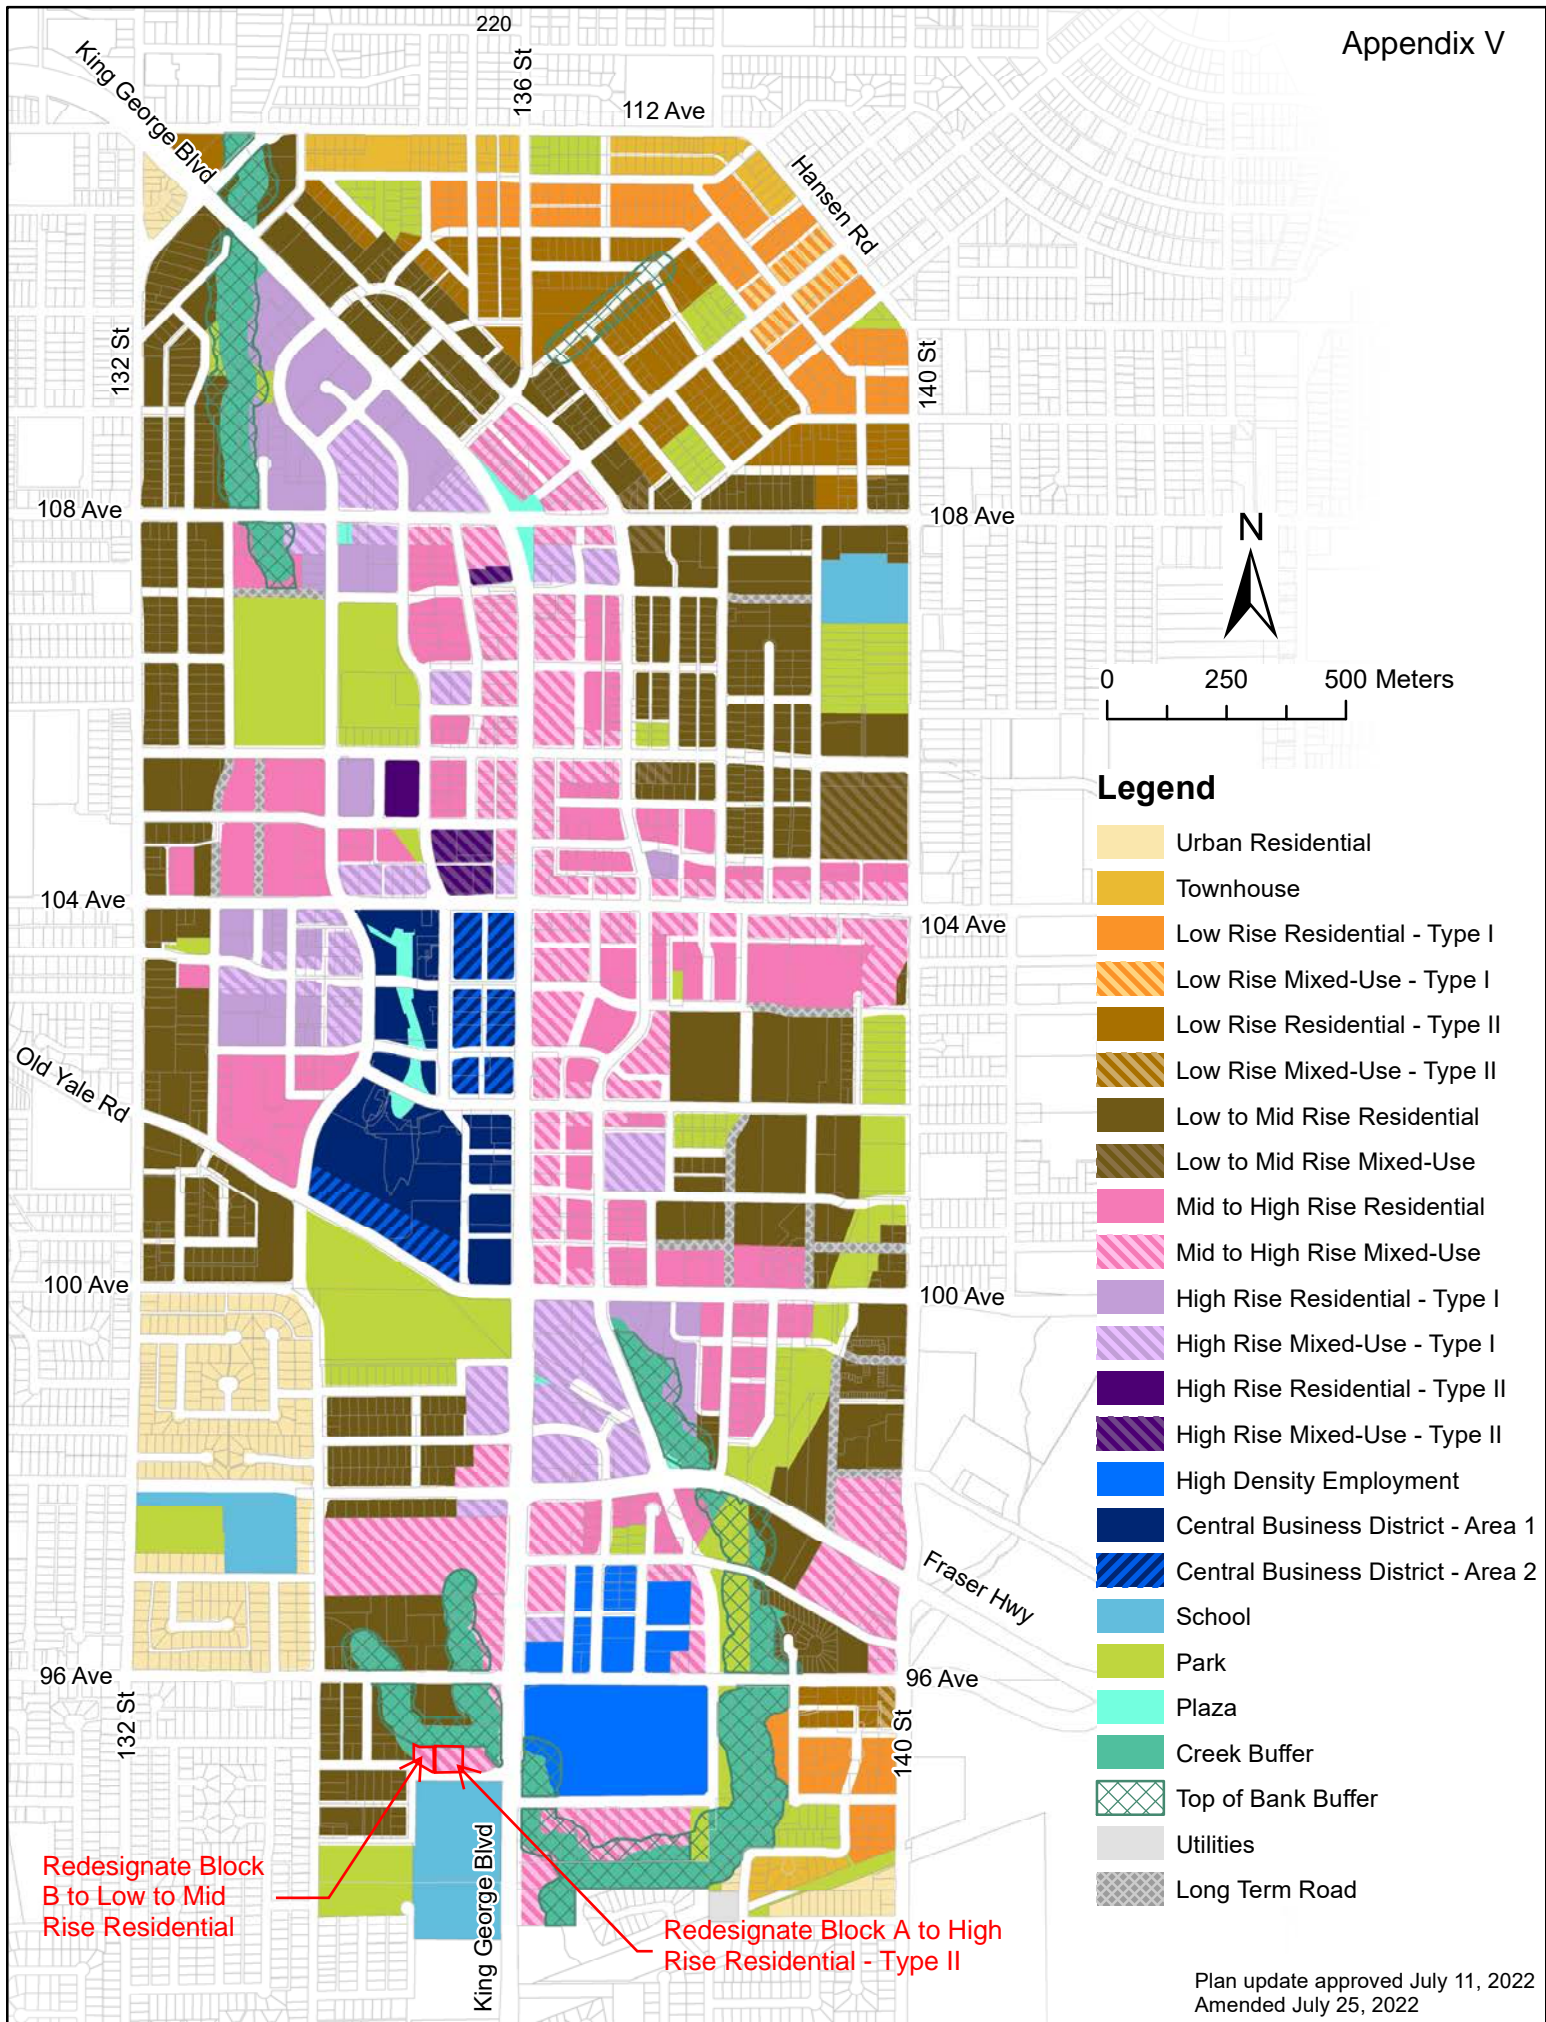 220
Appendix V
King George Blvd
136 St
112 Ave
Hansen Rd
132 St
140 St
108 Ave
108 Ave
N
0 250 500 Meters
104 Ave
104 Ave
Old Yale Rd
100 Ave
100 Ave
Fraser Hwy
96 Ave
96 Ave
132 St
140 St
King George Blvd
Redesignate Block
B to Low to Mid
Rise Residential
Redesignate Block A to High
Rise Residential - Type II
Legend
Urban Residential
Townhouse
Low Rise Residential - Type I
Low Rise Mixed-Use - Type I
Low Rise Residential - Type II
Low Rise Mixed-Use - Type II
Low to Mid Rise Residential
Low to Mid Rise Mixed-Use
Mid to High Rise Residential
Mid to High Rise Mixed-Use
High Rise Residential - Type I
High Rise Mixed-Use - Type I
High Rise Residential - Type II
High Rise Mixed-Use - Type II
High Density Employment
Central Business District - Area 1
Central Business District - Area 2
School
Park
Plaza
Creek Buffer
Top of Bank Buffer
Utilities
Long Term Road
Plan update approved July 11, 2022
Amended July 25, 2022